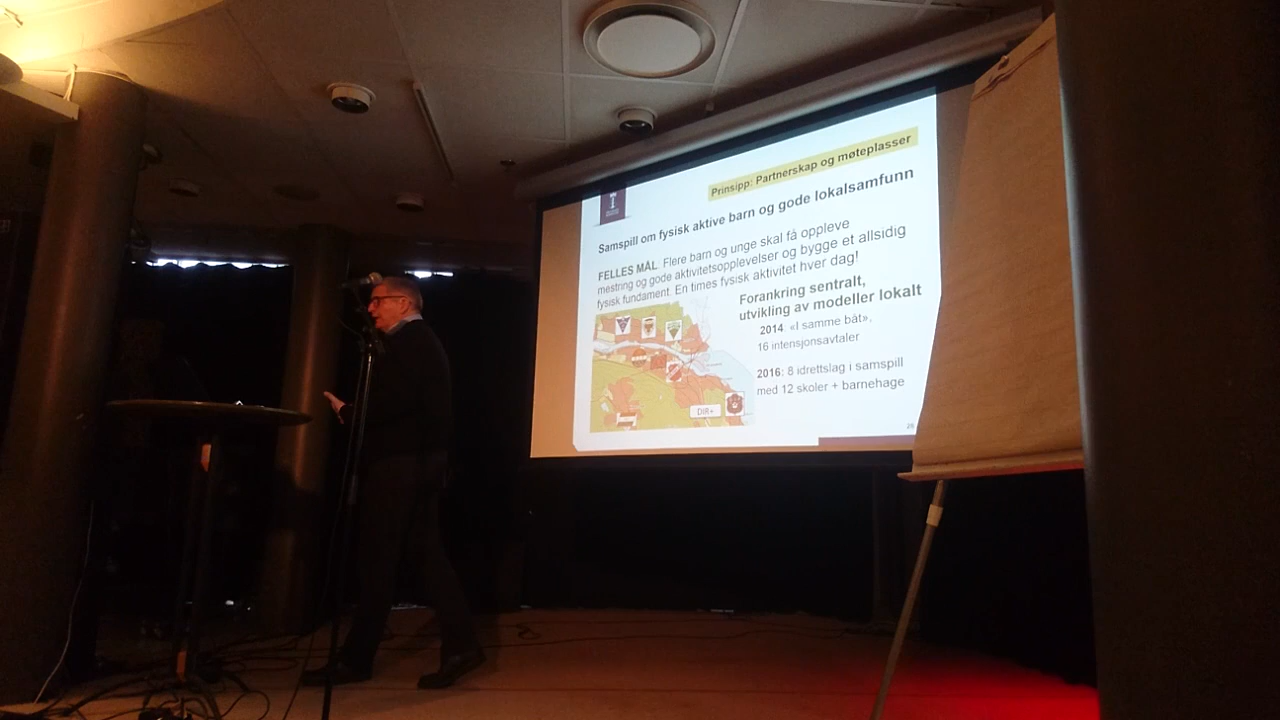 Prinsipp: Partnerskap og møteplasser
Samspill om fysisk aktive barn og gode lokalsamfunn
FELLES MÅL. Flere barn og unge skal få oppleve
mestring og gode aktivitetsopplevelser og bygge et allsidig
fysisk fundament. En times fysisk aktivitet hver dag!
Forankring sentralt,
utvikling av modeller lokalt
2014: «I samme båt»,
16 intensjonsavtaler
2016: 8 idrettslag i samspill
med 12 skoler + barnehage
DIR+